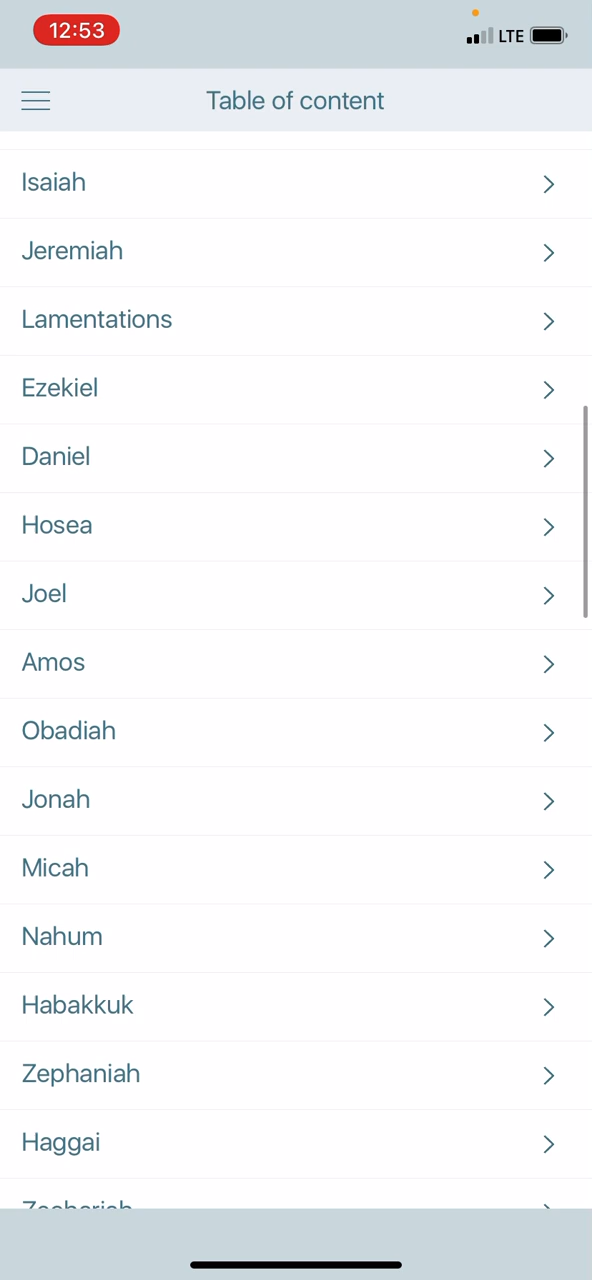 12:53
LTE
Table of content
Isaiah
Jeremiah
Lamentations
Ezekiel
Daniel
Hosea
Joel
Amos
Obadiah
Jonah
Micah
Nahum
Habakkuk
Zephaniah
Haggai
Zechariah